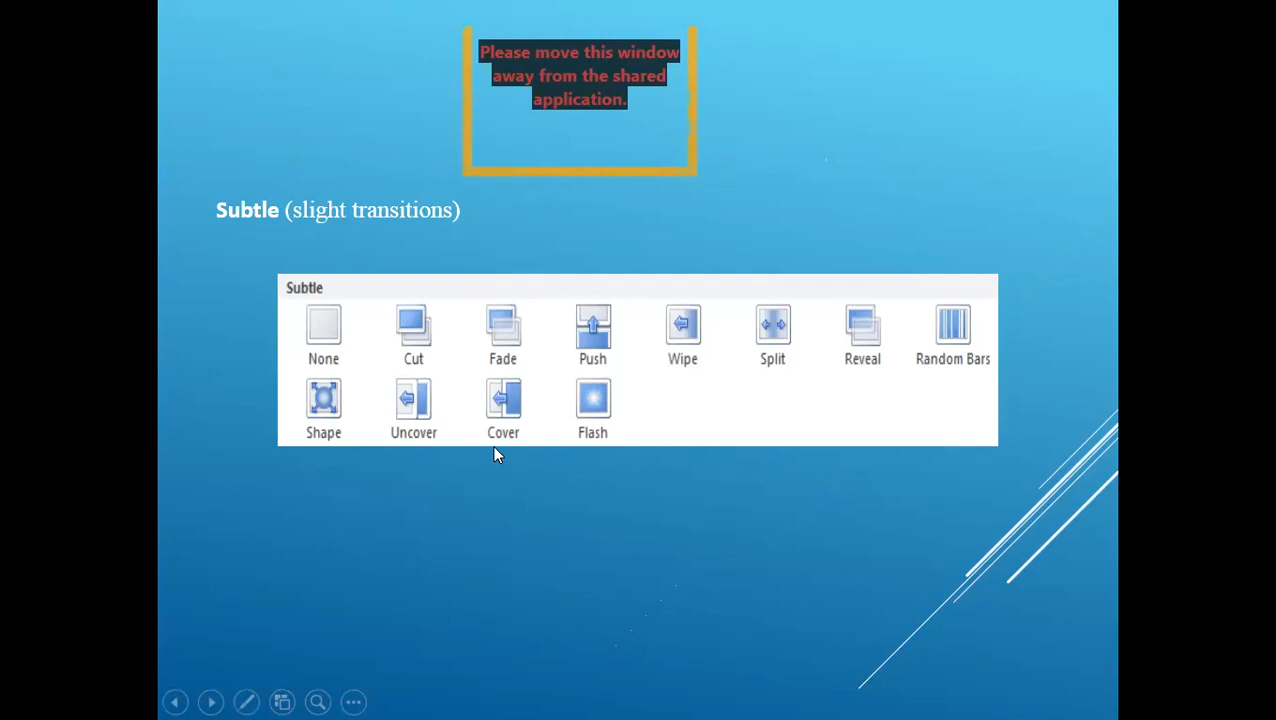 Please move this window
away from the shared
application.
Subtle (slight transitions)
Subtle
None Cut Fade Push Wipe Split Reveal Random Bars
Shape Uncover Cover Flash